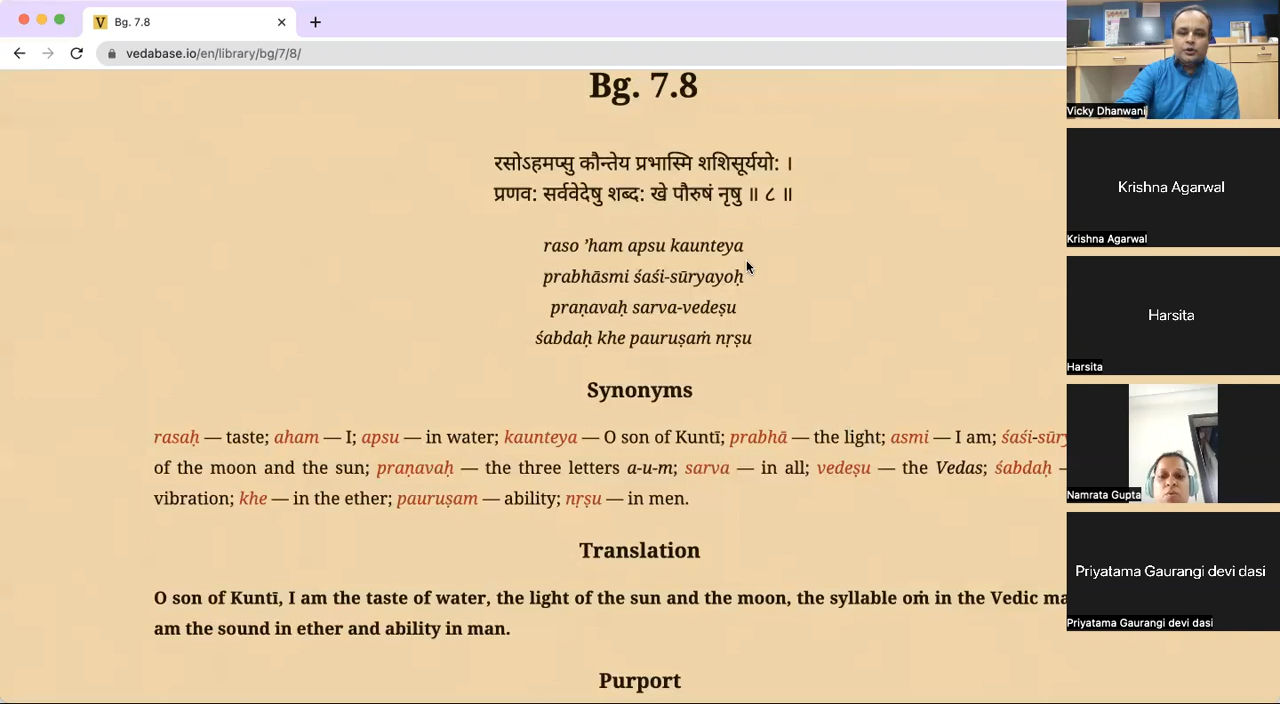 Bg. 7.8
vedabase.io/en/library/bg/7/8/
Bg. 7.8
रसोऽहमप्सु कौन्तेय प्रभास्मि शशिसूर्ययो: ।
प्रणव: सर्ववेदेषु शब्द: खे पौरुषं नृषु ॥ ८ ॥
raso ’ham apsu kaunteya
prabhāsmi śaśi-sūryayoḥ
praṇavaḥ sarva-vedeṣu
śabdaḥ khe pauruṣaṁ nṛṣu
Synonyms
rasaḥ — taste; aham — I; apsu — in water; kaunteya — O son of Kuntī; prabhā — the light; asmi — I am; śaśi-sūry
of the moon and the sun; praṇavaḥ — the three letters a-u-m; sarva — in all; vedeṣu — the Vedas; śabdaḥ —
vibration; khe — in the ether; pauruṣam — ability; nṛṣu — in men.
Translation
O son of Kuntī, I am the taste of water, the light of the sun and the moon, the syllable oṁ in the Vedic ma
am the sound in ether and ability in man.
Purport
Vicky Dhanwani
Krishna Agarwal
Krishna Agarwal
Harsita
Harsita
Namrata Gupta
Priyatama Gaurangi devi dasi
Priyatama Gaurangi devi dasi